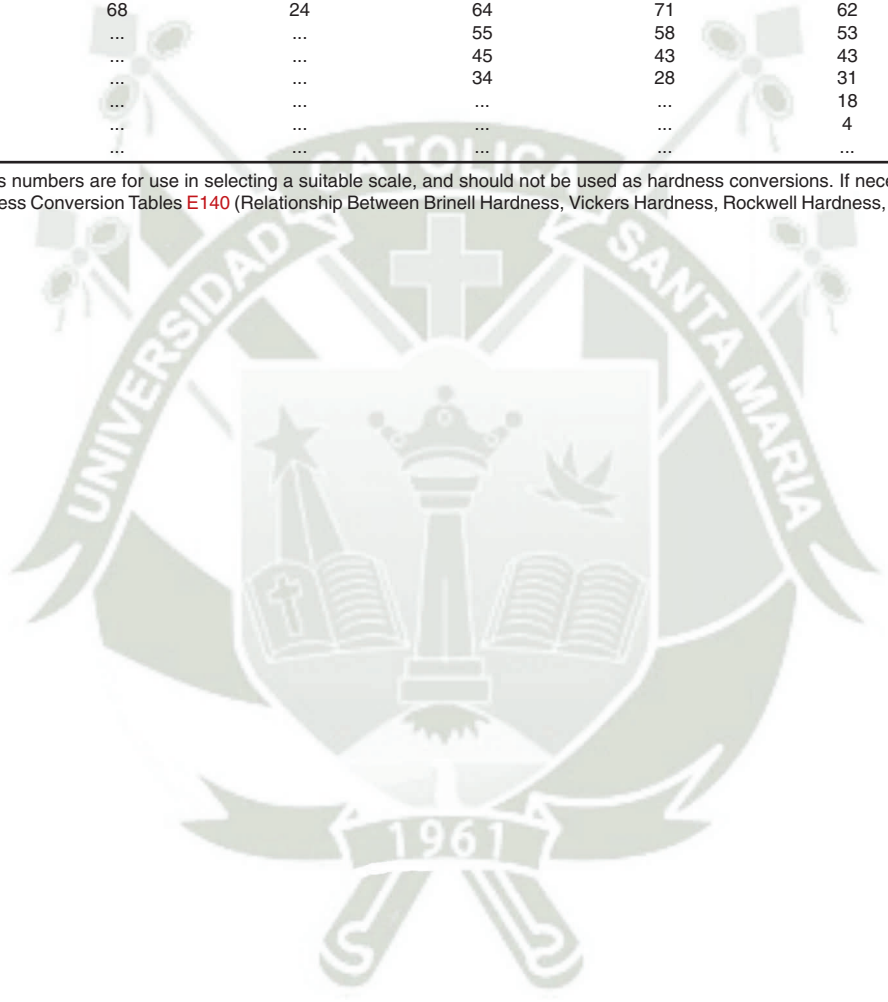 68 24 64 71 62
... ... 55 58 53
... ... 45 43 43
... ... 34 28 31
... ... ... ... 18
... ... ... ... 4
... ... ... ... ...
numbers are for use in selecting a suitable scale, and should not be used as hardness conversions. If
Conversion Tables E140 (Relationship Between Brinell Hardness, Vickers Hardness, Rockwell Hardness,
UNIVERSIDAD CATOLICA SANTA MARIA
1961